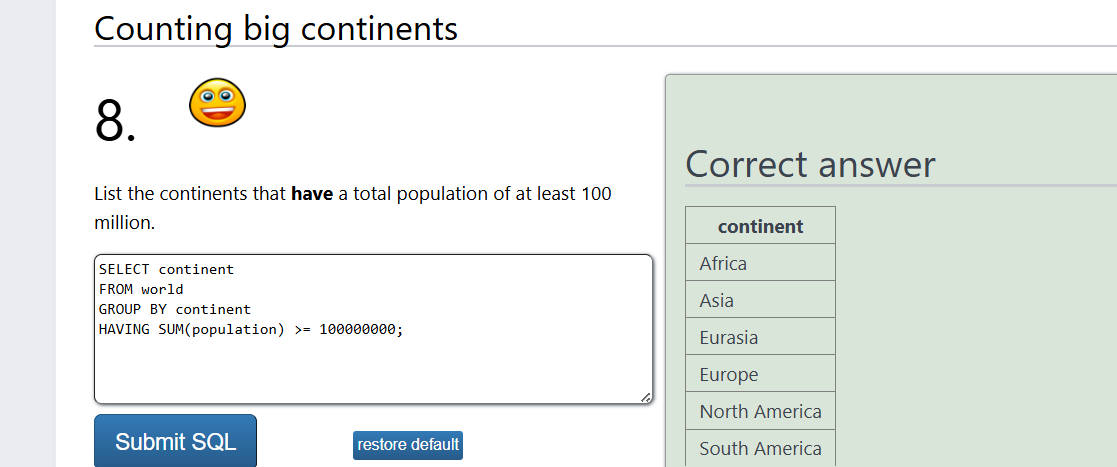 Counting big continents
8.
List the continents that have a total population of at least 100
million.
SELECT continent
FROM world
GROUP BY continent
HAVING SUM(population) >= 100000000;
Submit SQL
restore default
Correct answer
continent
Africa
Asia
Eurasia
Europe
North America
South America